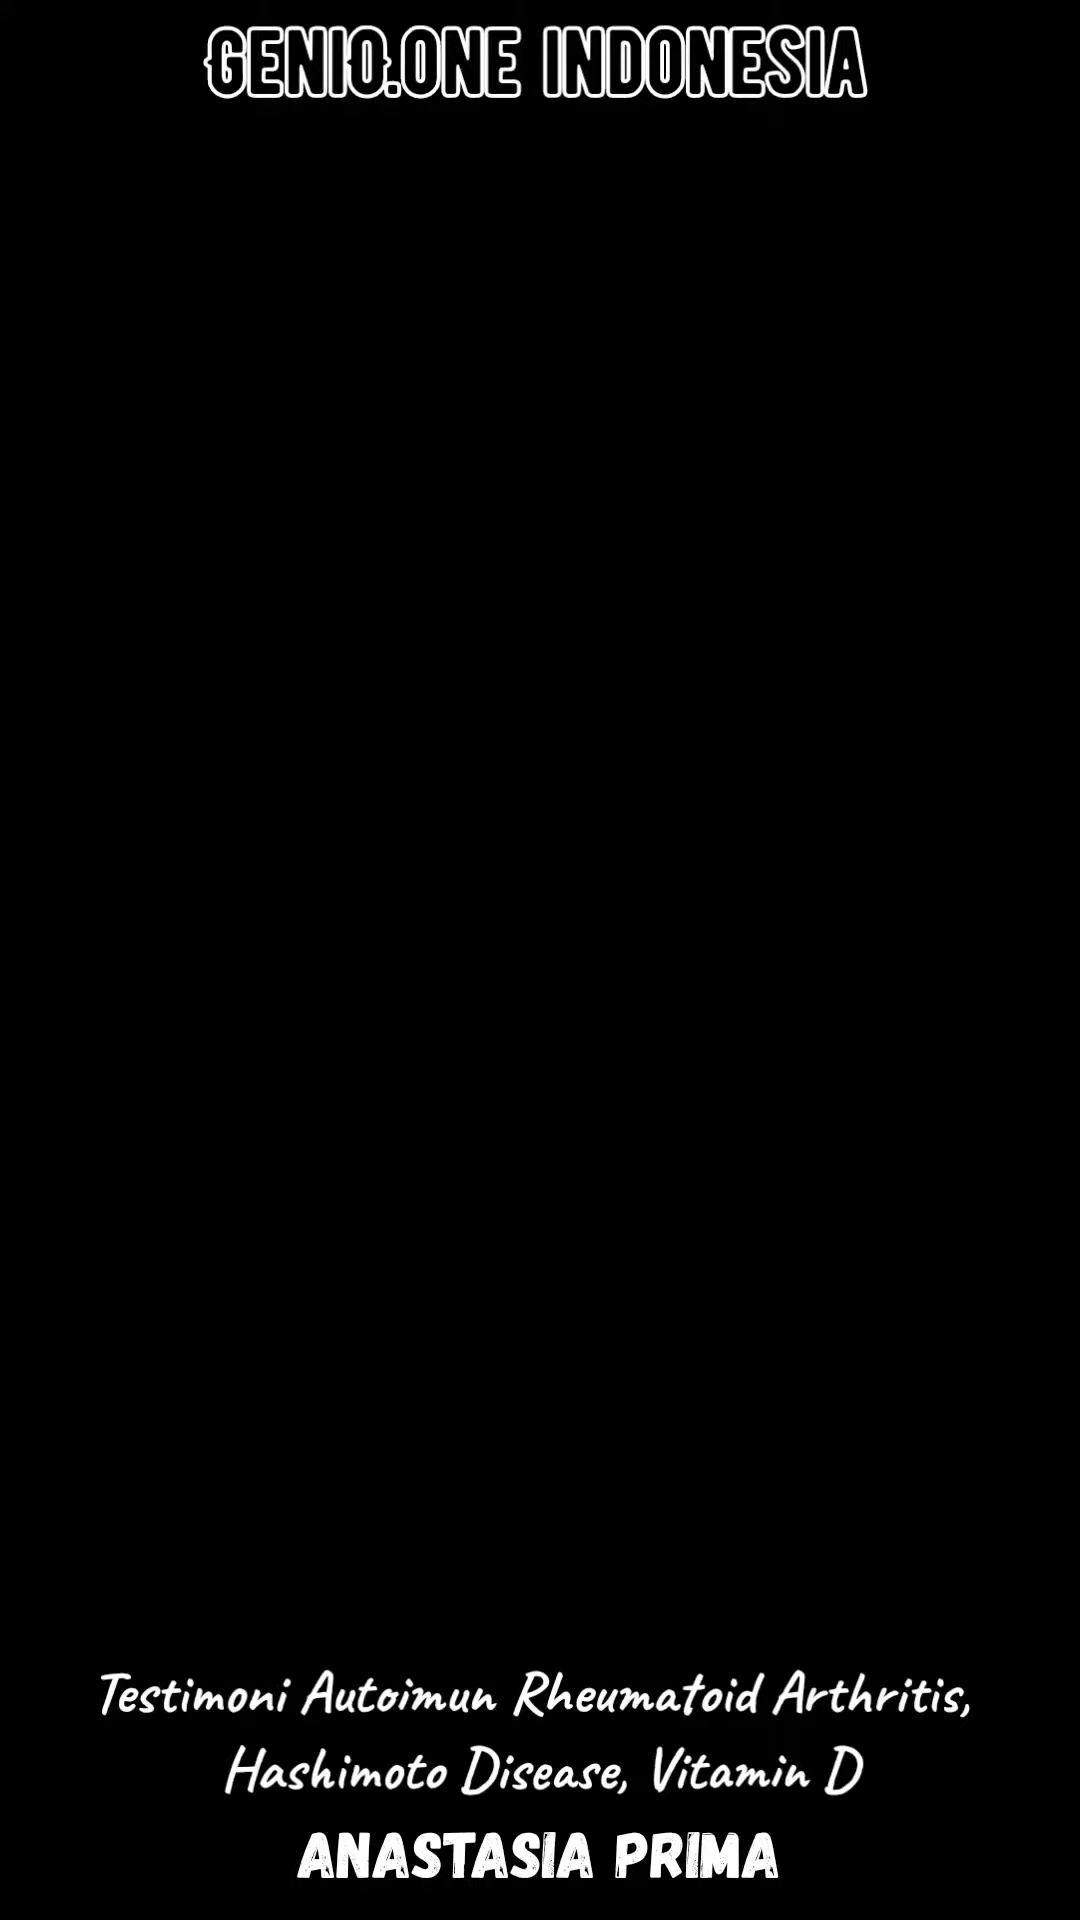 GENIO.ONE INDONESIA
Testimoni Autoimun Rheumatoid Arthritis,
Hashimoto Disease, Vitamin D
ANASTASIA PRIMA